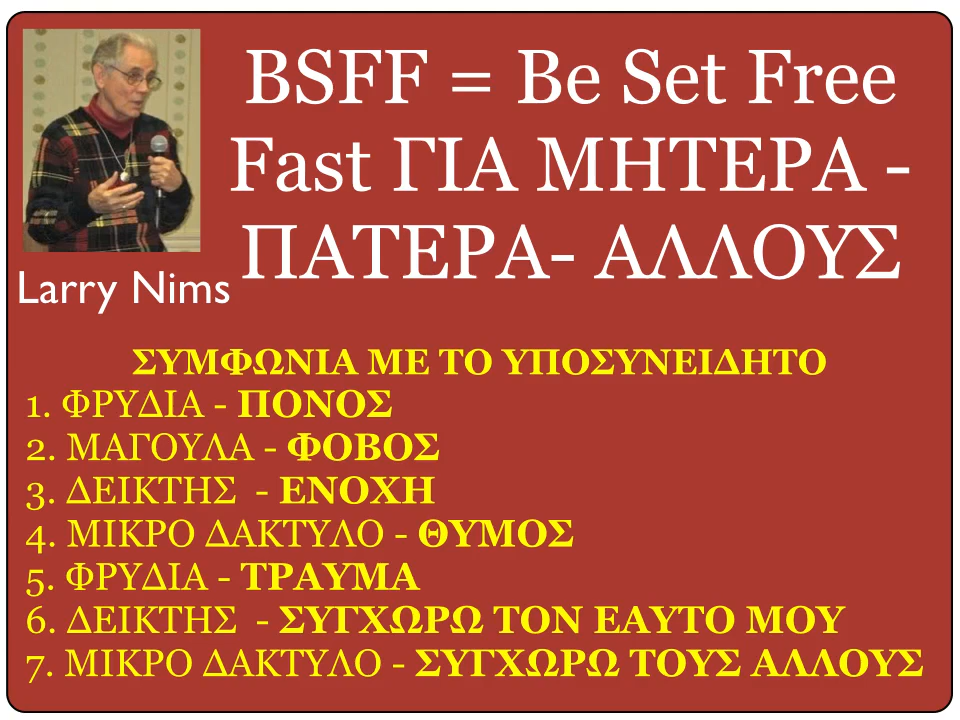 BSFF = Be Set Free
Fast ΓΙΑ ΜΗΤΕΡΑ -
ΠΑΤΕΡΑ- ΑΛΛΟΥΣ
Larry Nims
ΣΥΜΦΩΝΙΑ ΜΕ ΤΟ ΥΠΟΣΥΝΕΙΔΗΤΟ
1. ΦΡΥΔΙΑ - ΠΟΝΟΣ
2. ΜΑΓΟΥΛΑ - ΦΟΒΟΣ
3. ΔΕΙΚΤΗΣ - ΕΝΟΧΗ
4. ΜΙΚΡΟ ΔΑΚΤΥΛΟ - ΘΥΜΟΣ
5. ΦΡΥΔΙΑ - ΤΡΑΥΜΑ
6. ΔΕΙΚΤΗΣ - ΣΥΓΧΩΡΩ ΤΟΝ ΕΑΥΤΟ ΜΟΥ
7. ΜΙΚΡΟ ΔΑΚΤΥΛΟ - ΣΥΓΧΩΡΩ ΤΟΥΣ ΑΛΛΟΥΣ